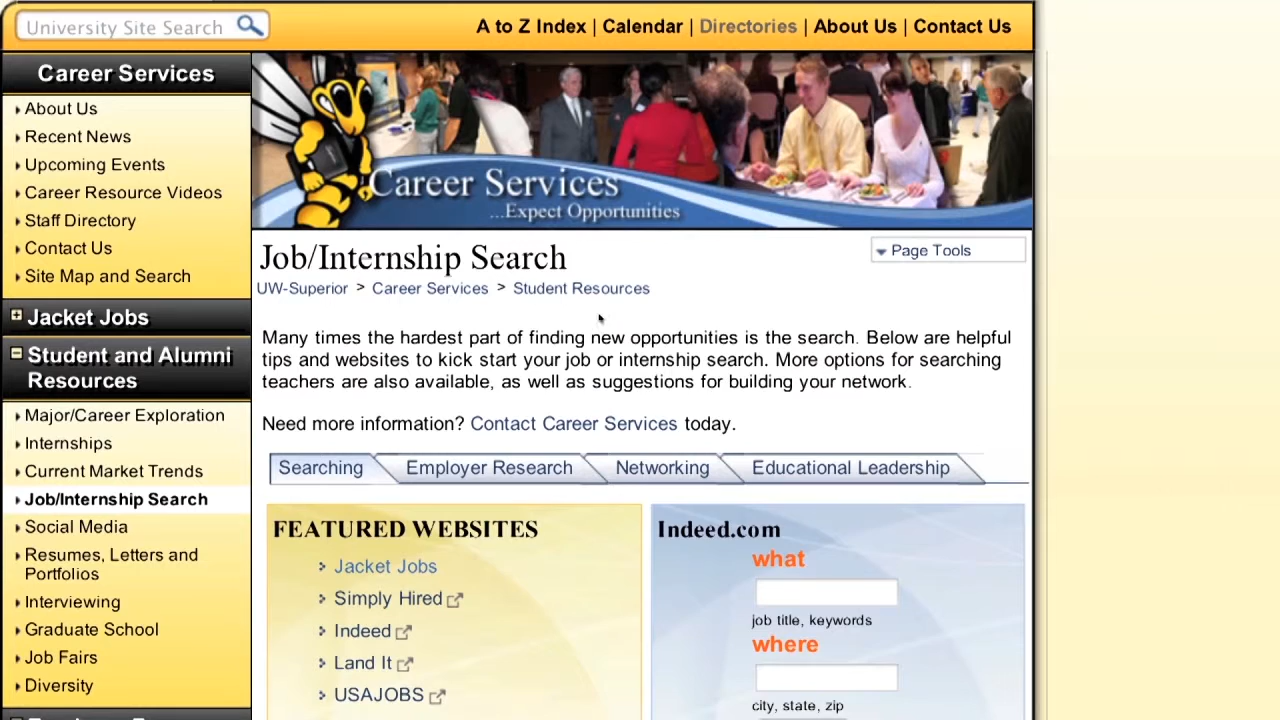 University Site Search
A to Z Index | Calendar | Directories | About Us | Contact Us
Career Services
About Us
Recent News
Upcoming Events
Career Resource Videos
Staff Directory
Contact Us
Site Map and Search
Jacket Jobs
Student and Alumni
Resources
Major/Career Exploration
Internships
Current Market Trends
Job/Internship Search
Social Media
Resumes, Letters and
Portfolios
Interviewing
Graduate School
Job Fairs
Diversity
Career Services
...Expect Opportunities
Job/Internship Search
Page Tools
UW-Superior > Career Services > Student Resources
Many times the hardest part of finding new opportunities is the search. Below are helpful
tips and websites to kick start your job or internship search. More options for searching
teachers are also available, as well as suggestions for building your network.
Need more information? Contact Career Services today.
Searching
Employer Research
Networking
Educational Leadership
FEATURED WEBSITES
Jacket Jobs
Simply Hired
Indeed
Land It
USAJOBS
Indeed.com
what
job title, keywords
where
city, state, zip